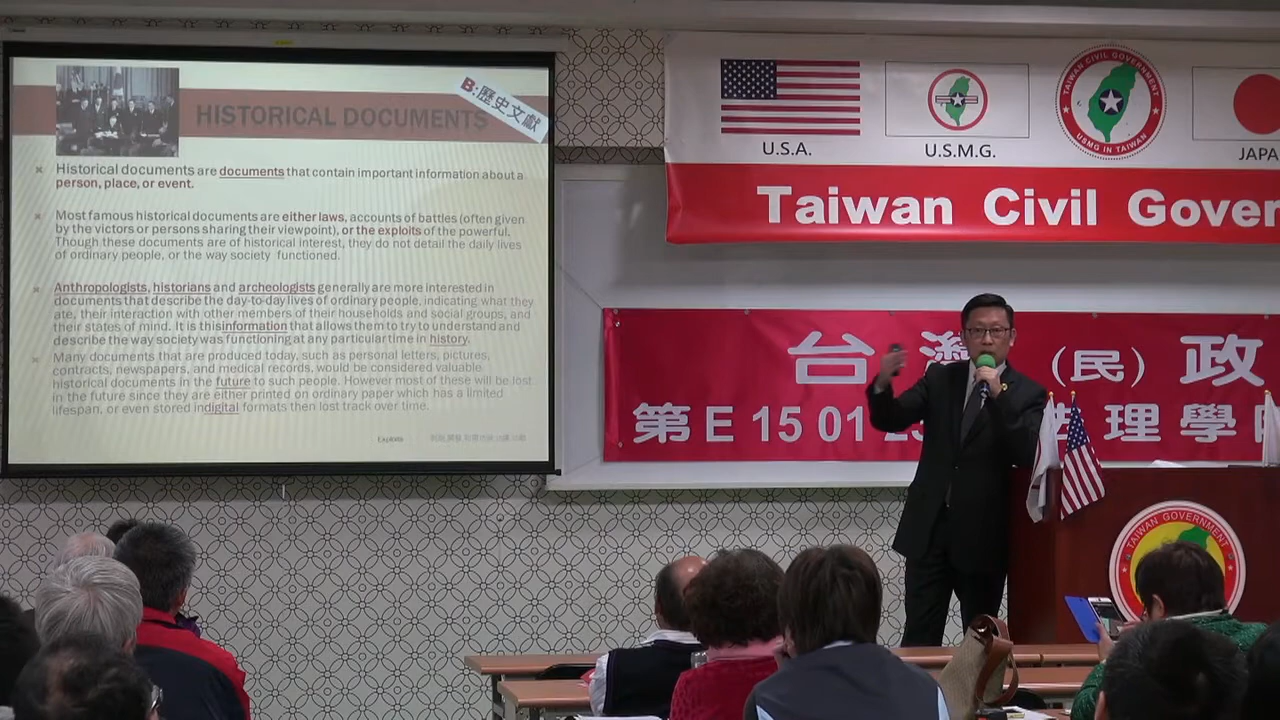 HISTORICAL DOCUMENTS
B:歷史文獻
Historical documents are documents that contain important information about a
person, place, or event.
Most famous historical documents are either laws, accounts of battles (often given
by the victors or persons sharing their viewpoint), or the exploits of the powerful.
Though these documents are of historical interest, they do not detail the daily lives
of ordinary people, or the way society functioned.
Anthropologists, historians and archeologists generally are more interested in
documents that describe the day-to-day lives of ordinary people, indicating what they
ate, their interaction with other members of their households and social groups, and
their states of mind. It is this information that allows them to try to understand and
describe the way society was functioning at any particular time in history.
Many documents that are produced today, such as personal letters, pictures,
contracts, newspapers, and medical records, would be considered valuable
historical documents in the future to such people. However most of these will be lost
in the future since they are either printed on ordinary paper which has a limited
lifespan, or even stored in digital formats then lost track over time.
Exploits
U.S.A.
U.S.M.G.
TAIWAN CIVIL GOVERNMENT
USMG IN TAIWAN
JAPA
Taiwan Civil Gover
台灣(民)政
第E 15 01 2 理學
TAIWAN GOVERNMENT